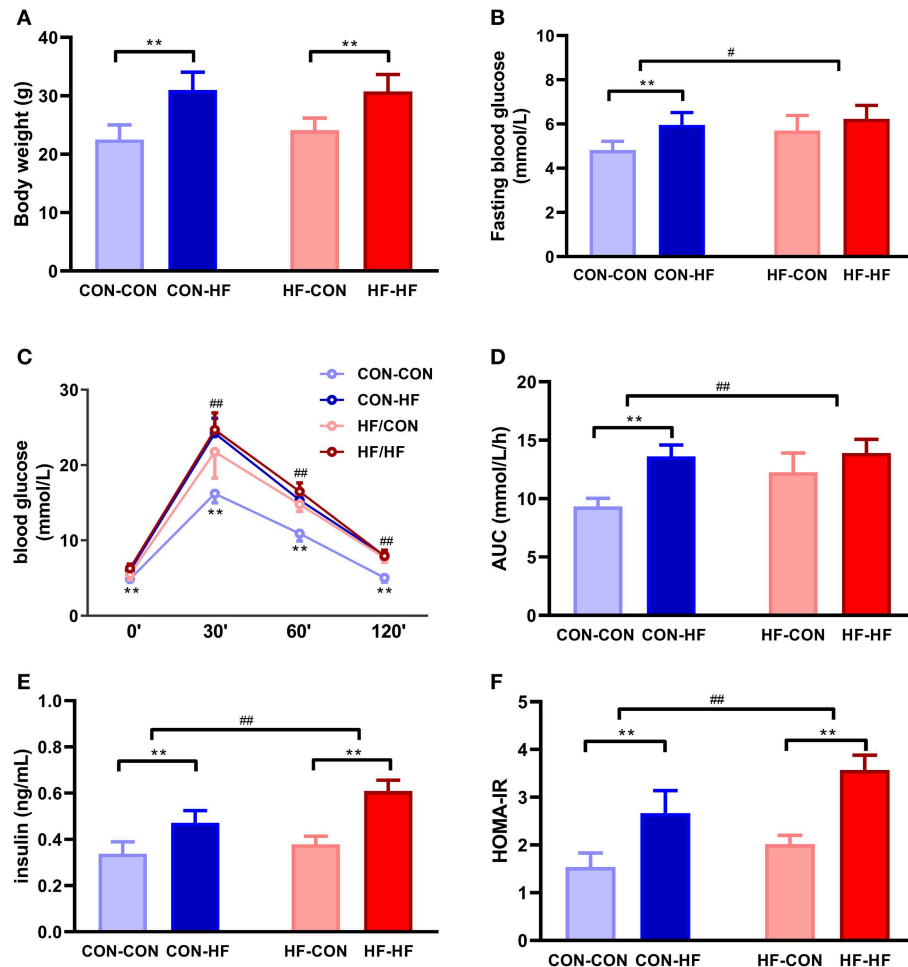 A
Body weight (g)
40
30
20
10
0
**
**
CON-CON CON-HF HF-CON HF-HF
B
Fasting blood glucose
(mmol/L)
10
8
6
4
2
0
#
**
CON-CON CON-HF HF-CON HF-HF
C
blood glucose
(mmol/L)
30
20
10
0
CON-CON
CON-HF
HF/CON
HF/HF
##
##
##
**
**
**
**
0' 30' 60' 120'
D
AUC (mmol/L/h)
20
15
10
5
0
##
**
CON-CON CON-HF HF-CON HF-HF
E
insulin (ng/mL)
1.0
0.8
0.6
0.4
0.2
0.0
##
**
**
CON-CON CON-HF HF-CON HF-HF
F
HOMA-IR
5
4
3
2
1
0
##
**
**
CON-CON CON-HF HF-CON HF-HF